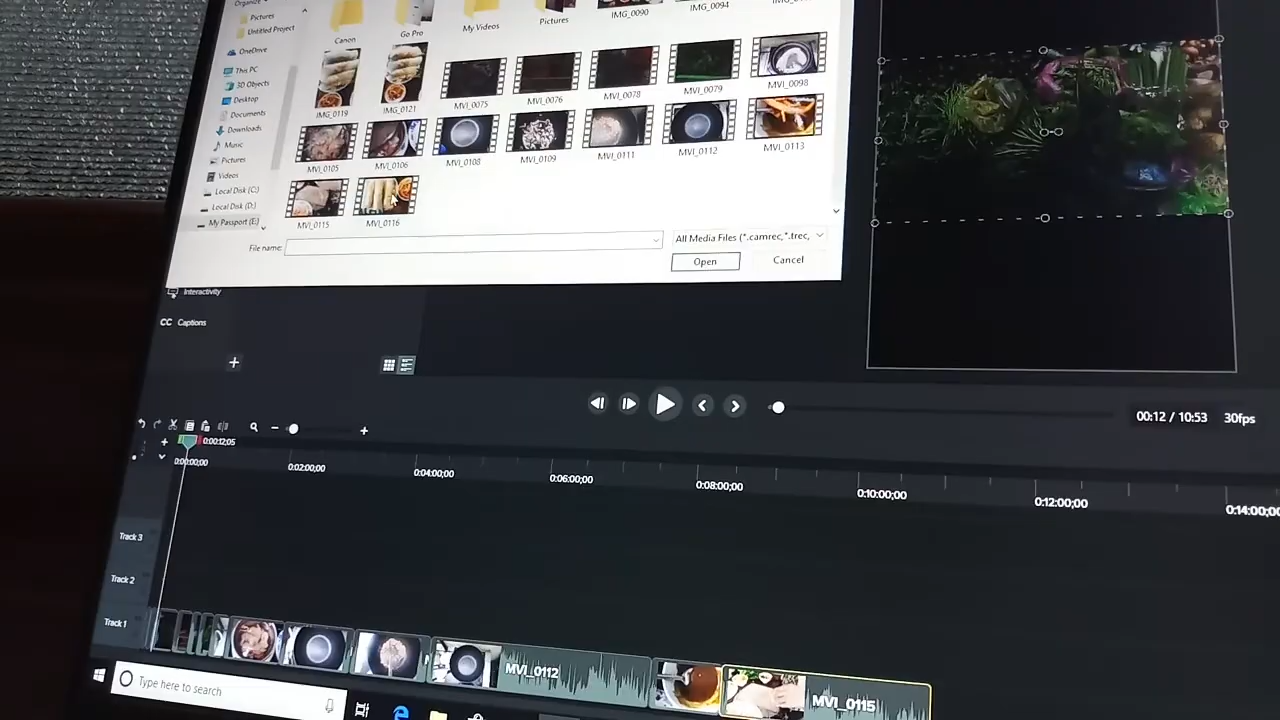 Organize
Pictures
Untitled Project
OneDrive
This PC
3D Objects
Desktop
Documents
Downloads
Music
Pictures
Videos
Local Disk (C:)
Local Disk (D:)
My Passport (E:)
Canon
Go Pro
My Videos
Pictures
IMG_0090
IMG_0094
IMG_0119
IMG_0121
MVI_0075
MVI_0076
MVI_0078
MVI_0079
MVI_0098
MVI_0105
MVI_0106
MVI_0108
MVI_0109
MVI_0111
MVI_0112
MVI_0113
MVI_0115
MVI_0116
File name:
All Media Files (*.camrec,*.trec,
Open
Cancel
Interactivity
CC Captions
00:12 / 10:53 30fps
0:00:12;05
0:00:00;00
0:02:00;00
0:04:00;00
0:06:00;00
0:08:00;00
0:10:00;00
0:12:00;00
0:14:00;00
Track 3
Track 2
Track 1
MVI_0112
MVI_0115
Type here to search